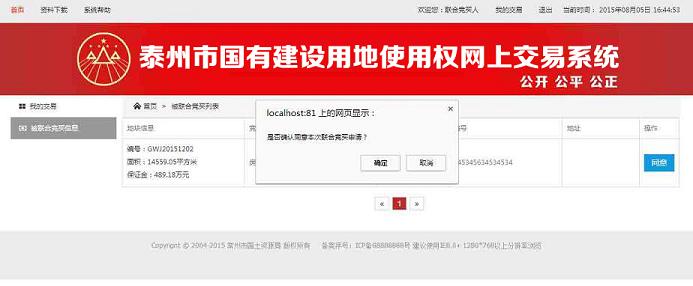 首页 资料下载 系统帮助 欢迎您：联合竞买人 我的交易 退出 当前时间： 2015年08月05日 16:44:53
泰州市国有建设用地使用权网上交易系统
公开 公平 公正
我的交易
首页 > 被联合竞买列表
被联合竞买信息
地块信息 地址 操作
编号：GWJ20151202
面积：14559.05平方米
保证金：489.18万元
45345634534534
同意
localhost:81 上的网页显示：
是否确认同意本次联合竞买申请？
确定 取消
« 1 »
Copyright © 2004-2015 常州市国土资源局 版权所有 备案序号：ICP备68888888号 建议使用IE8.0+ 1280*768以上分辨率浏览